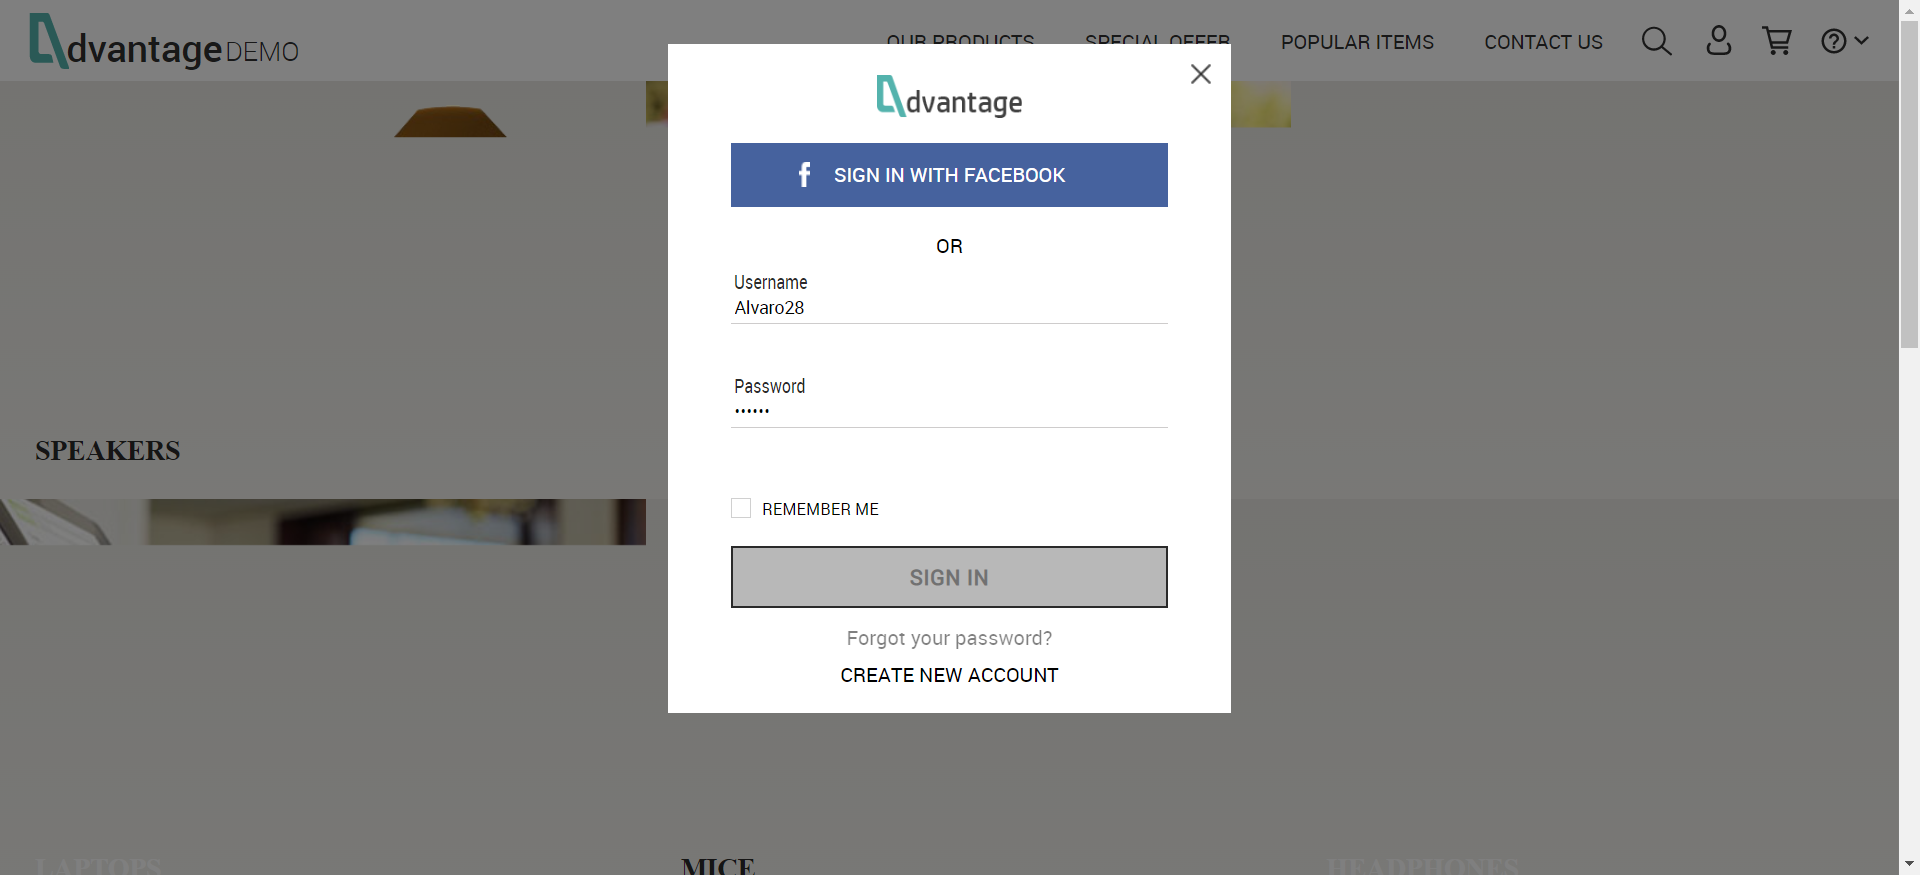 dvantage DEMO
OUR PRODUCTS SPECIAL OFFER POPULAR ITEMS CONTACT US
dvantage
f SIGN IN WITH FACEBOOK
OR
Username
Alvaro28
Password
••••••
SPEAKERS
REMEMBER ME
SIGN IN
Forgot your password?
CREATE NEW ACCOUNT
LAPTOPS MICE HEADPHONES